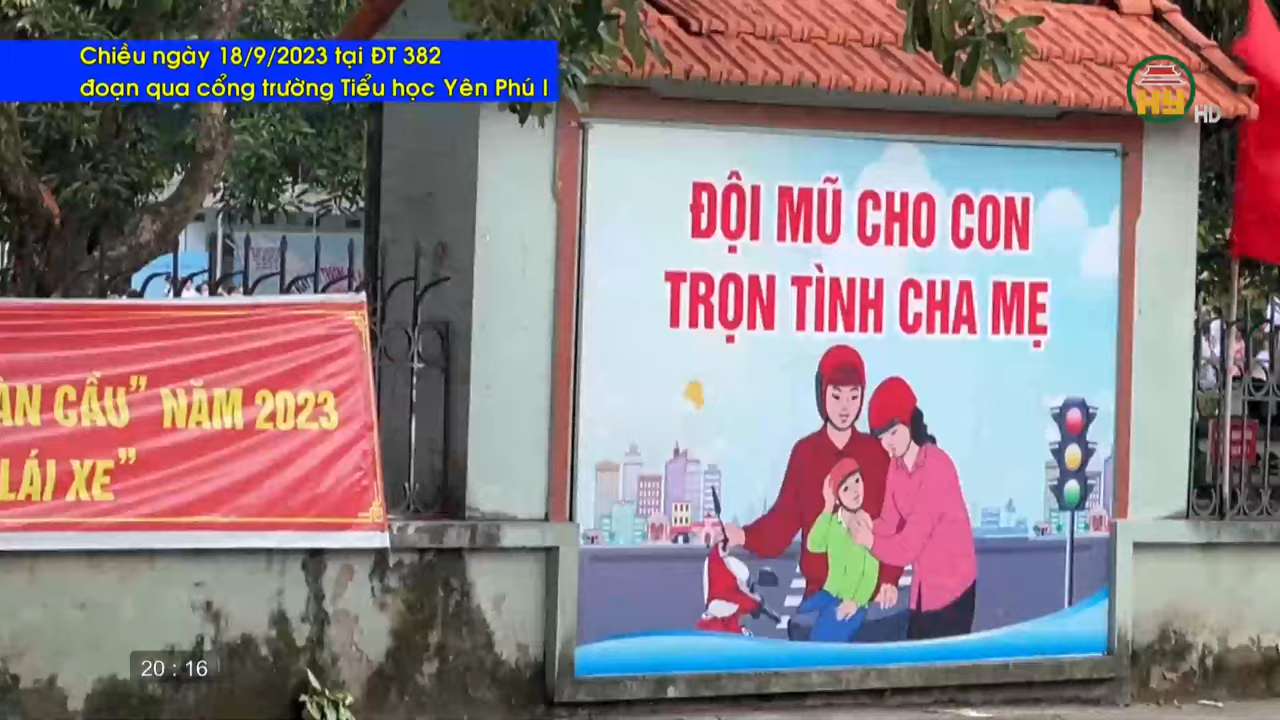 Chiều ngày 18/9/2023 tại ĐT 382
đoạn qua cổng trường Tiểu học Yên Phú I
HY HD
ĐỘI MŨ CHO CON
TRỌN TÌNH CHA MẸ
ÀN CẦU” NĂM 2023
LÁI XE”
20 : 16